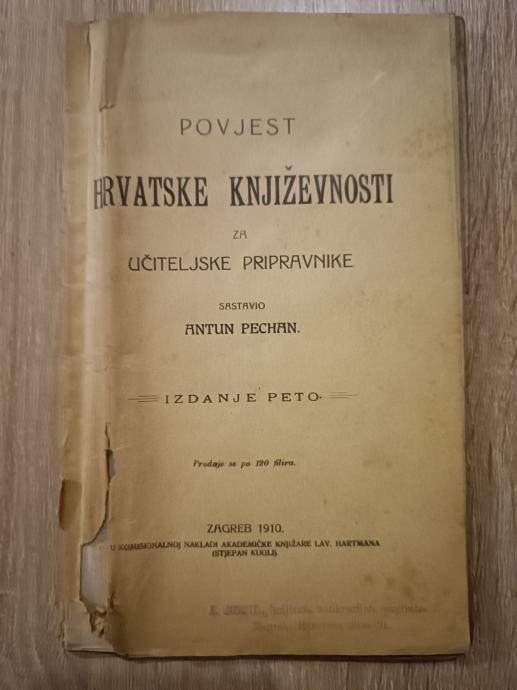 POVJEST
HRVATSKE KNJIŽEVNOSTI
ZA
UČITELJSKE PRIPRAVNIKE
SASTAVIO
ANTUN PECHAN.
IZDANJE PETO.
Prodaje se po 120 filira.
ZAGREB 1910.
U KOMISIONALNOJ NAKLADI AKADEMIČKE KNJIŽARE LAV. HARTMANA
(STJEPAN KUGLI).